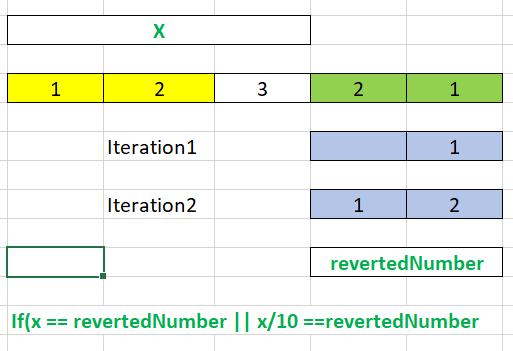 X
1 2 3 2 1
Iteration1 1
Iteration2 1 2
revertedNumber
If(x == revertedNumber || x/10 ==revertedNumber